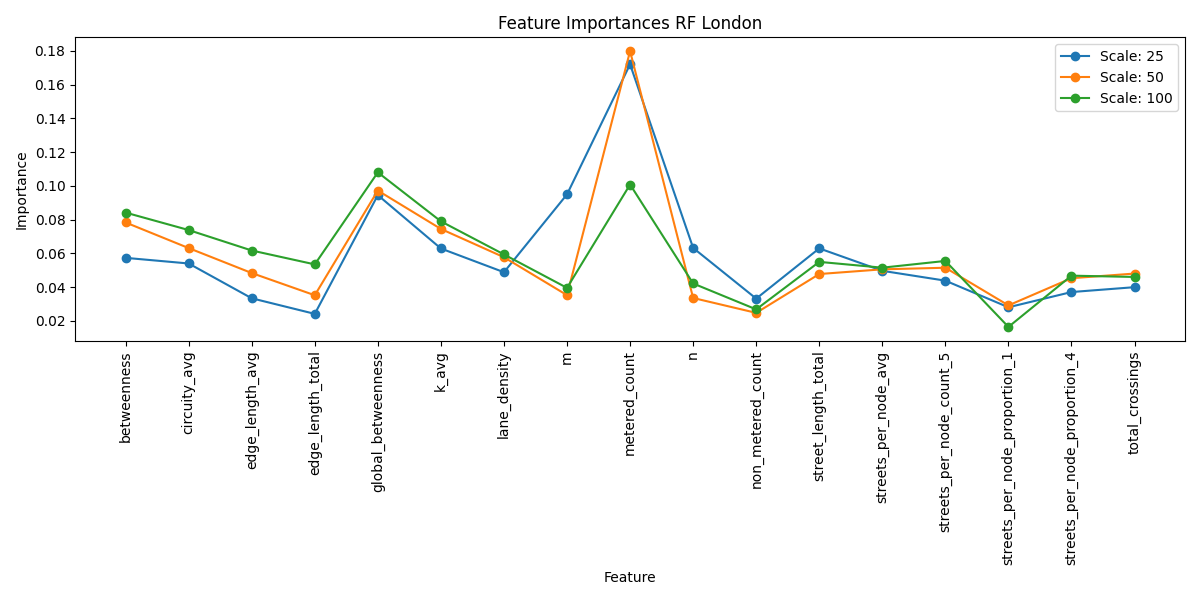 Feature Importances RF London
Importance
0.18
0.16
0.14
0.12
0.10
0.08
0.06
0.04
0.02
Scale: 25
Scale: 50
Scale: 100
betweenness
circuity_avg
edge_length_avg
edge_length_total
global_betweenness
k_avg
lane_density
m
metered_count
n
non_metered_count
street_length_total
streets_per_node_avg
streets_per_node_count_5
streets_per_node_proportion_1
streets_per_node_proportion_4
total_crossings
Feature